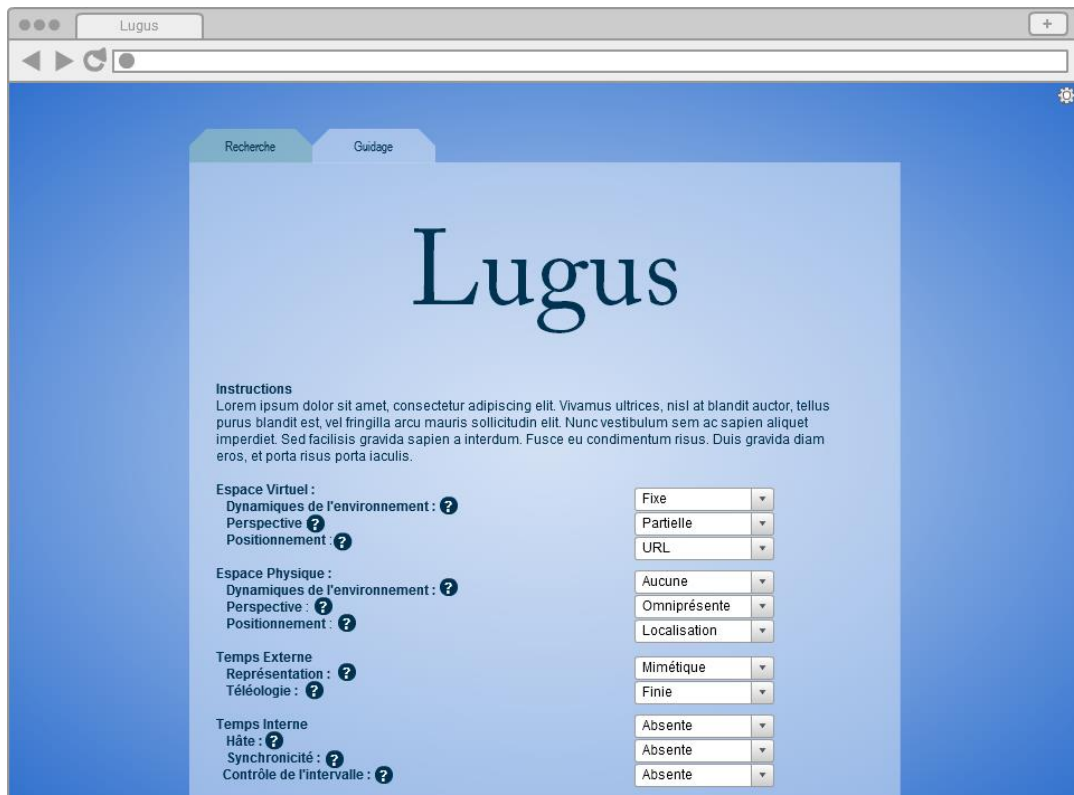 Lugus
Recherche Guidage
Lugus
Instructions
Lorem ipsum dolor sit amet, consectetur adipiscing elit. Vivamus ultrices, nisl at blandit auctor, tellus
purus blandit est, vel fringilla arcu mauris sollicitudin elit. Nunc vestibulum sem ac sapien aliquet
imperdiet. Sed facilisis gravida sapien a interdum. Fusce eu condimentum risus. Duis gravida diam
eros, et porta risus porta iaculis.
Espace Virtuel :
Dynamiques de l'environnement : ? Fixe
Perspective ? Partielle
Positionnement : ? URL
Espace Physique :
Dynamiques de l'environnement : ? Aucune
Perspective : ? Omniprésente
Positionnement : ? Localisation
Temps Externe
Représentation : ? Mimétique
Téléologie : ? Finie
Temps Interne
Hâte : ? Absente
Synchronicité : ? Absente
Contrôle de l'intervalle : ? Absente